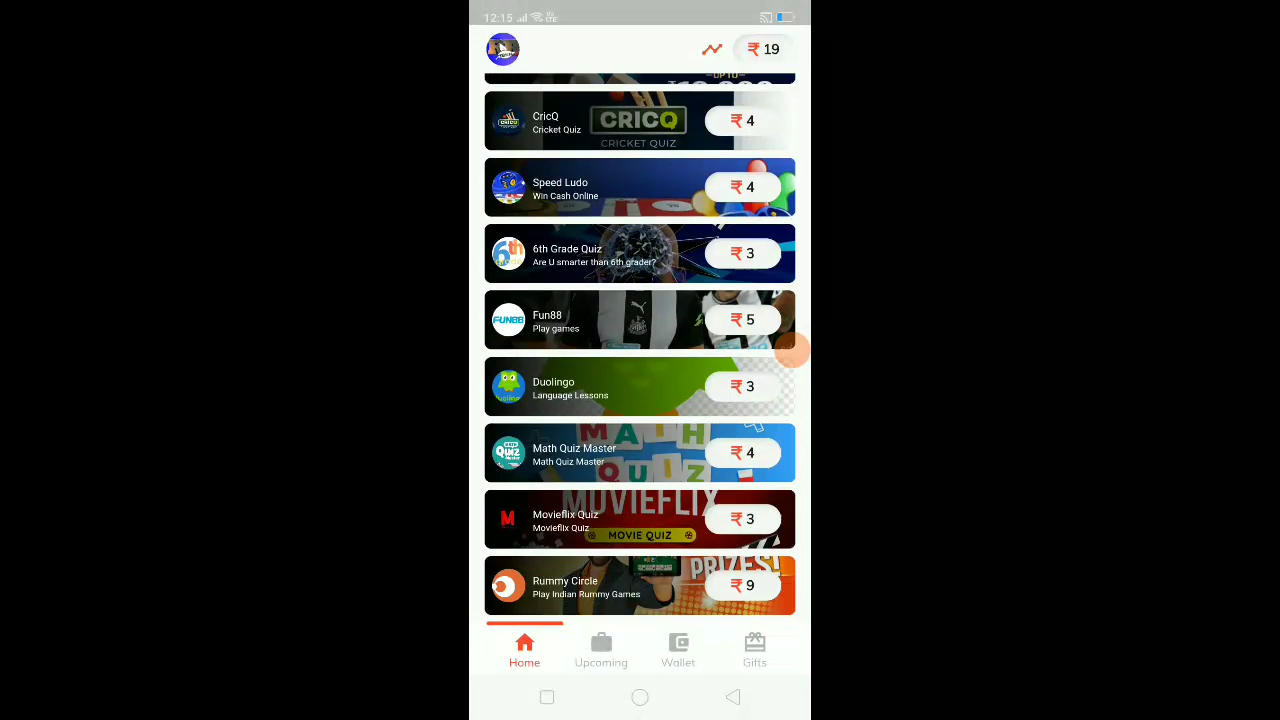 12:15
₹ 19
UPTO
CricQ
Cricket Quiz
CRICQ
CRICKET QUIZ
₹ 4
Speed Ludo
Win Cash Online
₹ 4
6th Grade Quiz
Are U smarter than 6th grader?
₹ 3
Fun88
Play games
FUN88
₹ 5
Duolingo
Language Lessons
₹ 3
Math Quiz Master
Math Quiz Master
MATH
QUIZ
₹ 4
Movieflix Quiz
Movieflix Quiz
M
MOVIEFLIX
MOVIE QUIZ
₹ 3
Rummy Circle
Play Indian Rummy Games
PRIZES!
₹ 9
Home
Upcoming
Wallet
Gifts